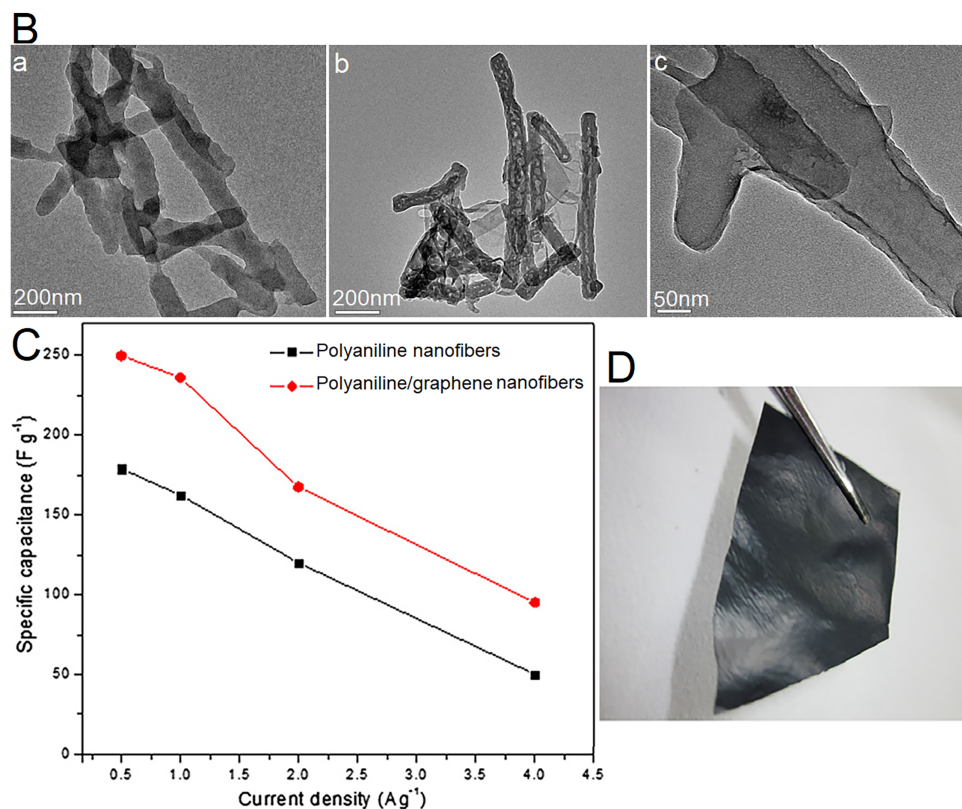 B
a
b
c
200nm
200nm
50nm
C
D
Polyaniline nanofibers
Polyaniline/graphene nanofibers
Specific capacitance (F g-1)
250
200
150
100
50
0
0.5 1.0 1.5 2.0 2.5 3.0 3.5 4.0 4.5
Current density (A g-1)